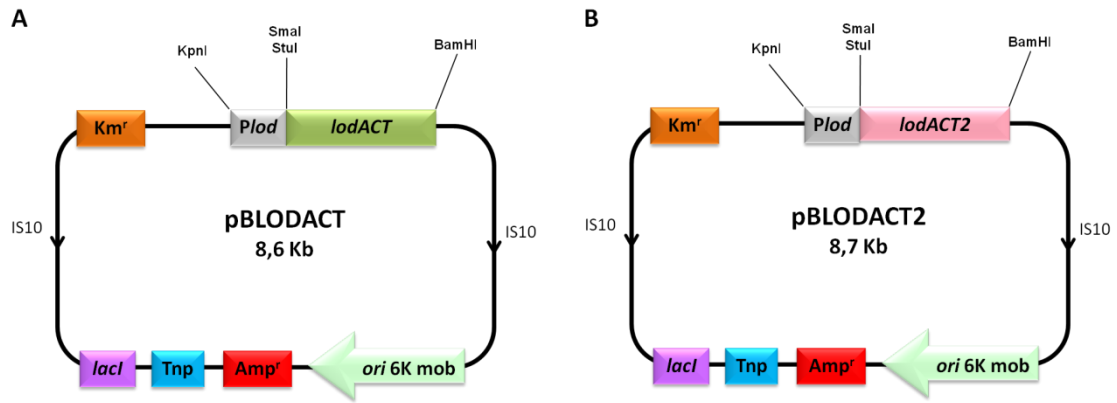 A
KpnI
SmaI
StuI
BamHI
Kmʳ
Plod
lodACT
IS10
pBLODACT
8,6 Kb
IS10
lacI
Tnp
Ampʳ
ori 6K mob
B
KpnI
SmaI
StuI
BamHI
Kmʳ
Plod
lodACT2
IS10
pBLODACT2
8,7 Kb
IS10
lacI
Tnp
Ampʳ
ori 6K mob